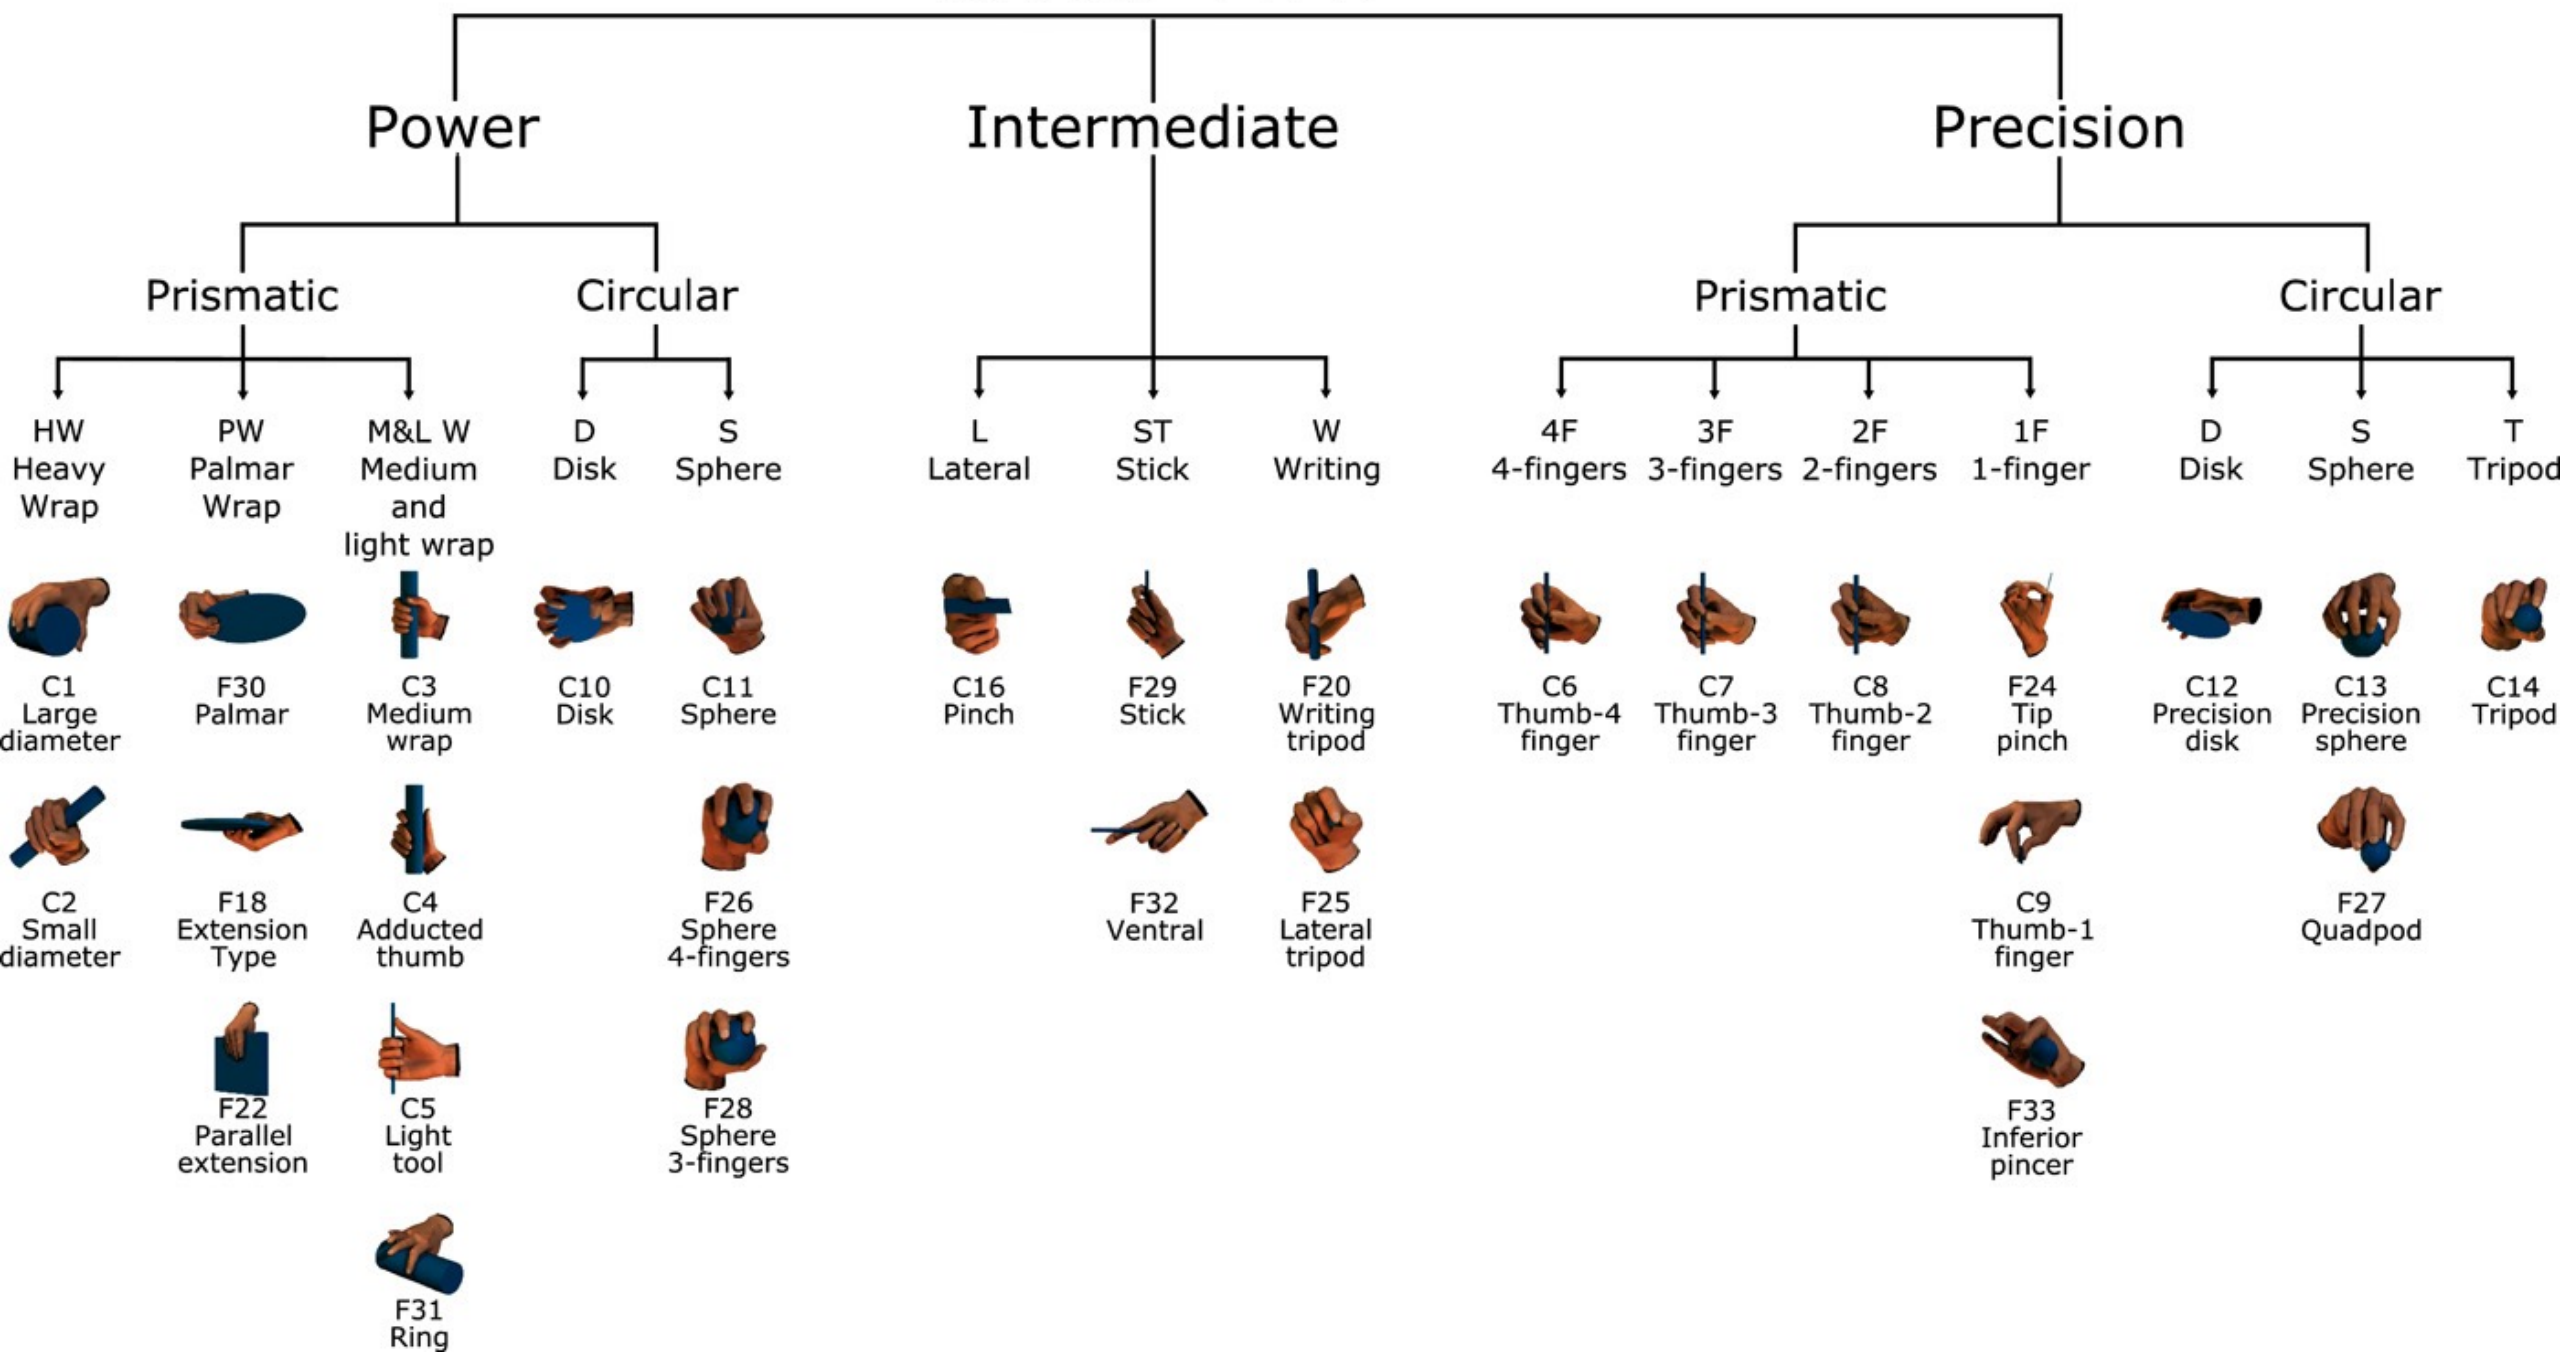 Power
Intermediate
Precision
Prismatic
Circular
Prismatic
Circular
HW
Heavy
Wrap
PW
Palmar
Wrap
M&L W
Medium
and
light wrap
D
Disk
S
Sphere
L
Lateral
ST
Stick
W
Writing
4F
4-fingers
3F
3-fingers
2F
2-fingers
1F
1-finger
D
Disk
S
Sphere
T
Tripod
C1
Large
diameter
F30
Palmar
C3
Medium
wrap
C10
Disk
C11
Sphere
C16
Pinch
F29
Stick
F20
Writing
tripod
C6
Thumb-4
finger
C7
Thumb-3
finger
C8
Thumb-2
finger
F24
Tip
pinch
C12
Precision
disk
C13
Precision
sphere
C14
Tripod
C2
Small
diameter
F18
Extension
Type
C4
Adducted
thumb
F26
Sphere
4-fingers
F32
Ventral
F25
Lateral
tripod
C9
Thumb-1
finger
F27
Quadpod
F22
Parallel
extension
C5
Light
tool
F28
Sphere
3-fingers
F33
Inferior
pincer
F31
Ring